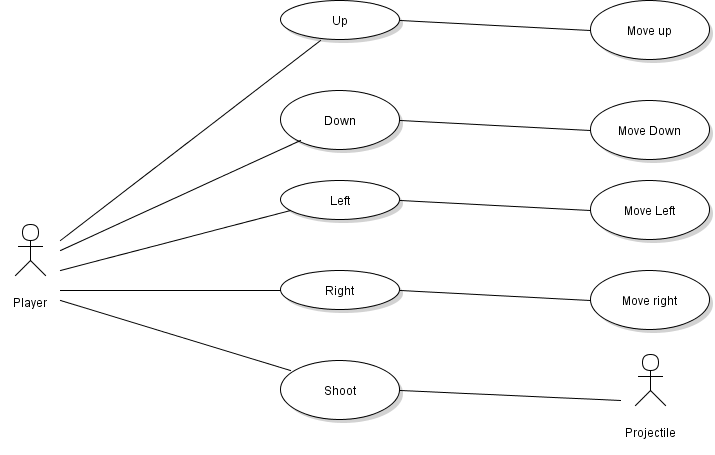 Up
Move up
Down
Move Down
Left
Move Left
Player
Right
Move right
Shoot
Projectile